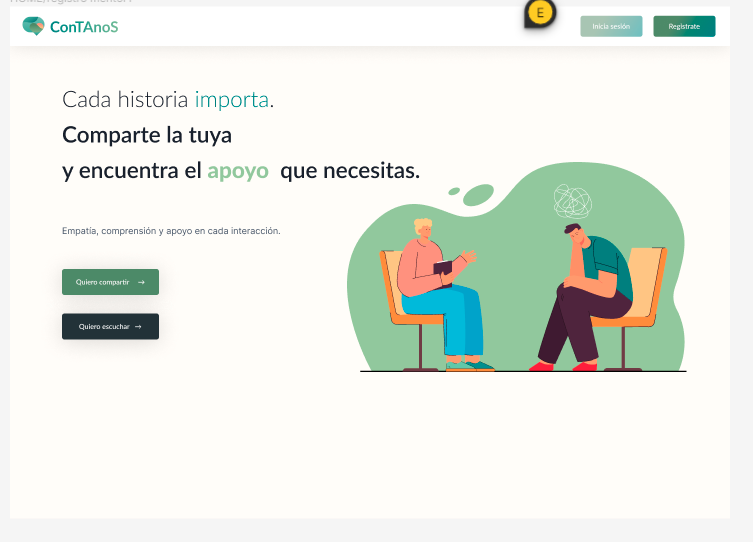 ConTAnoS
E
Inicia sesión
Regístrate
Cada historia importa.
Comparte la tuya
y encuentra el apoyo que necesitas.
Empatía, comprensión y apoyo en cada interacción.
Quiero compartir →
Quiero escuchar →